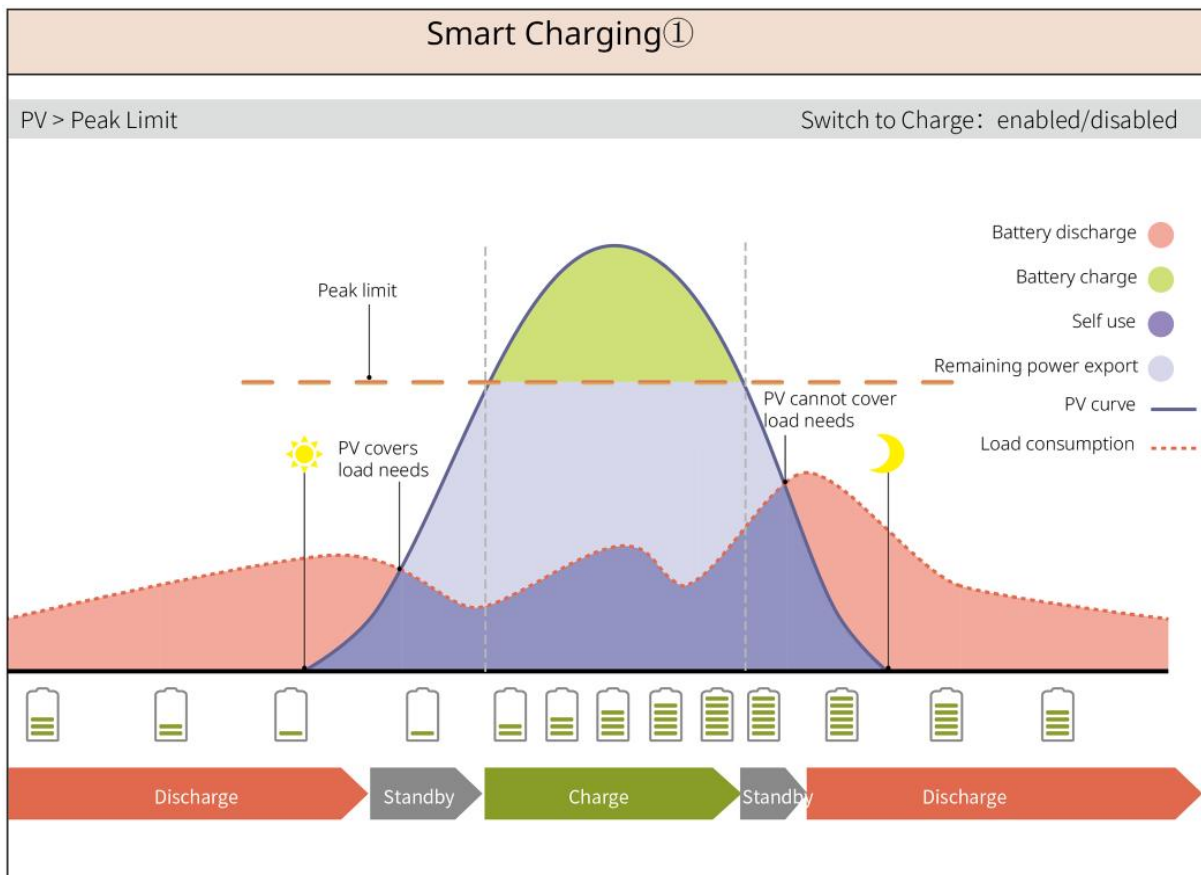 Smart Charging①
PV > Peak Limit
Switch to Charge：enabled/disabled
Battery discharge
Battery charge
Self use
Remaining power export
PV curve
Load consumption
Peak limit
PV covers
load needs
PV cannot cover
load needs
Discharge
Standby
Charge
Standby
Discharge